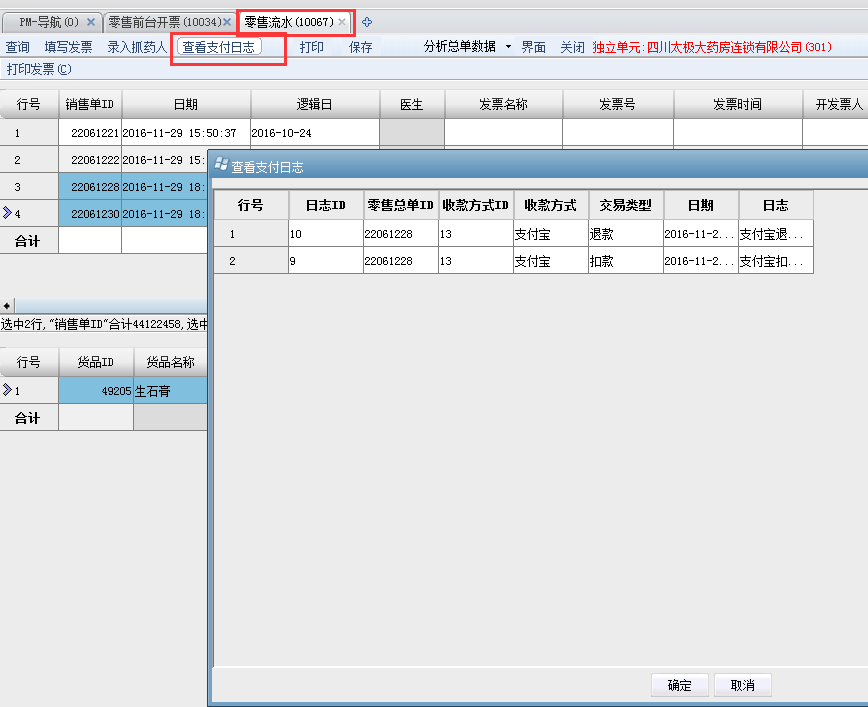 PM-导航(0) 零售前台开票(10034) 零售流水(10067)
查询 填写发票 录入抓药人 查看支付日志 打印 保存 分析总单数据 界面 关闭 独立单元:四川太极大药房连锁有限公司(301)
打印发票(C)
行号 销售单ID 日期 逻辑日 医生 发票名称 发票号 发票时间 开发票人
1 22061221 2016-11-29 15:50:37 2016-10-24
2 22061222 2016-11-29 15:
3 22061228 2016-11-29 18:
4 22061230 2016-11-29 18:
合计
选中2行,"销售单ID"合计44122458,选中
行号 货品ID 货品名称
1 49205 生石膏
合计
查看支付日志
行号 日志ID 零售总单ID 收款方式ID 收款方式 交易类型 日期 日志
1 10 22061228 13 支付宝 退款 2016-11-2... 支付宝退...
2 9 22061228 13 支付宝 扣款 2016-11-2... 支付宝扣...
确定 取消